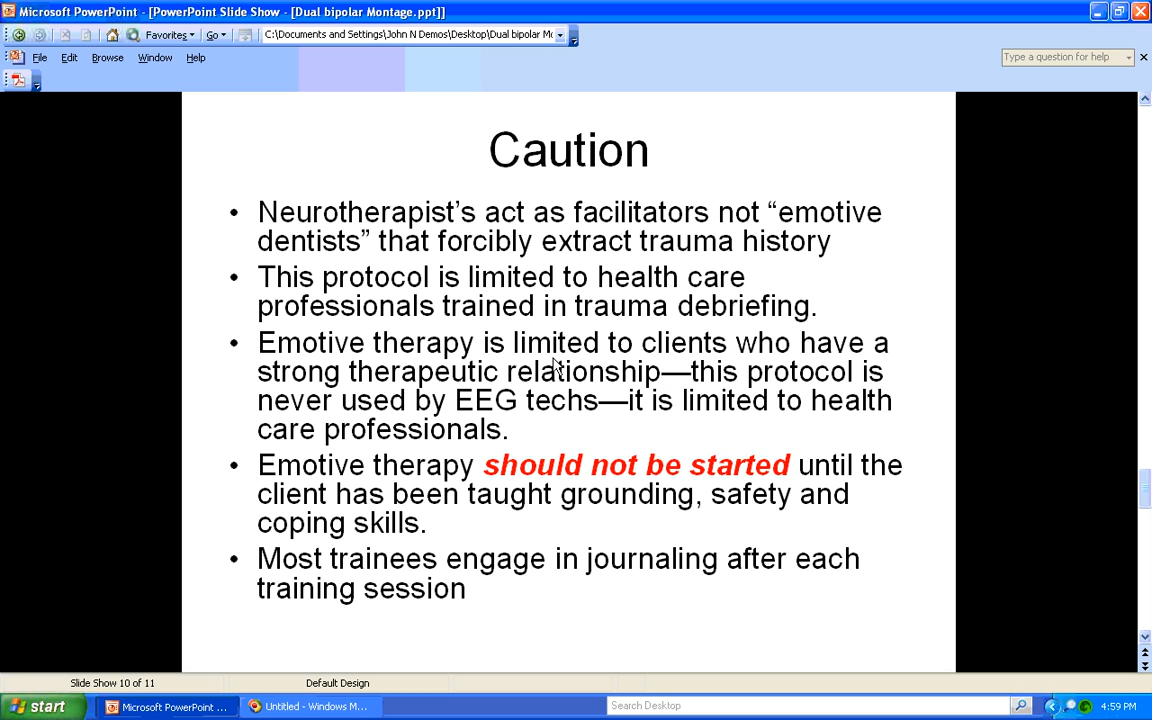 Microsoft PowerPoint - [PowerPoint Slide Show - [Dual bipolar Montage.ppt]]
Favorites Go C:\Documents and Settings\John N Demos\Desktop\Dual bipolar Mo
File Edit Browse Window Help Type a question for help
Caution
• Neurotherapist's act as facilitators not “emotive
dentists” that forcibly extract trauma history
• This protocol is limited to health care
professionals trained in trauma debriefing.
• Emotive therapy is limited to clients who have a
strong therapeutic relationship—this protocol is
never used by EEG techs—it is limited to health
care professionals.
• Emotive therapy should not be started until the
client has been taught grounding, safety and
coping skills.
• Most trainees engage in journaling after each
training session
Slide Show 10 of 11 Default Design
start Microsoft PowerPoint ... Untitled - Windows M... Search Desktop 4:59 PM